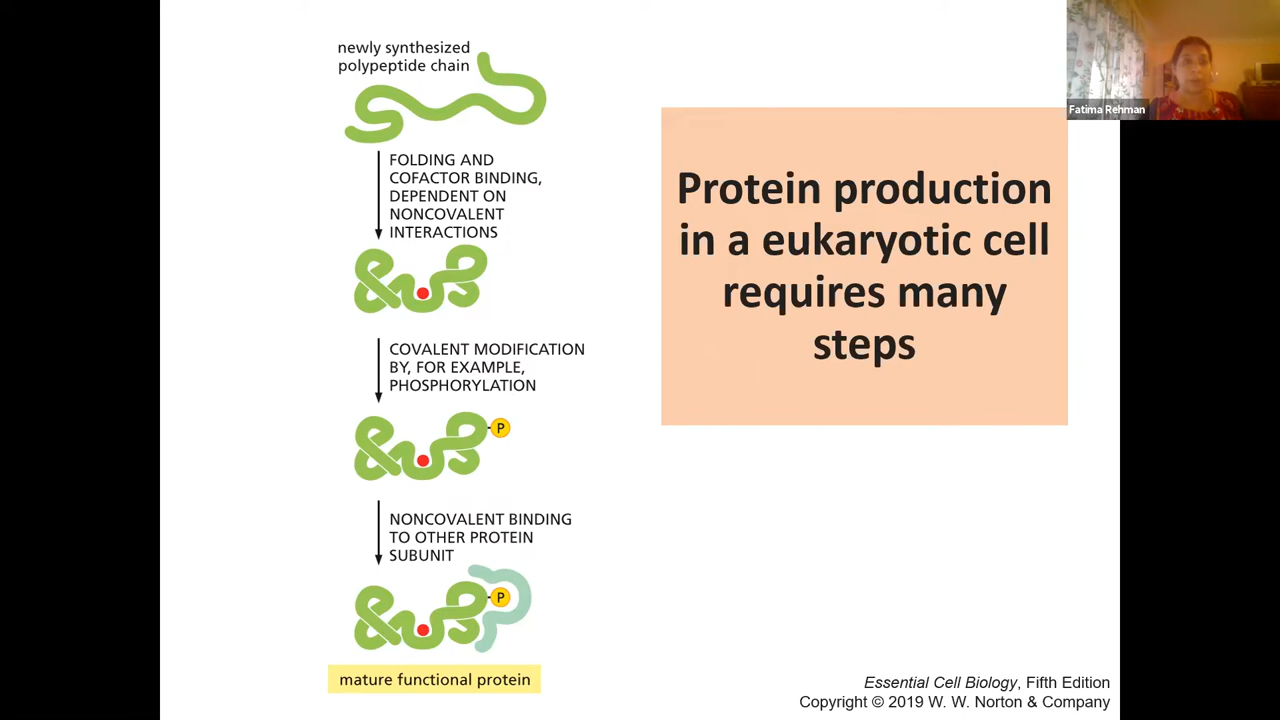 newly synthesized
polypeptide chain
FOLDING AND
COFACTOR BINDING,
DEPENDENT ON
NONCOVALENT
INTERACTIONS
COVALENT MODIFICATION
BY, FOR EXAMPLE,
PHOSPHORYLATION
P
NONCOVALENT BINDING
TO OTHER PROTEIN
SUBUNIT
P
mature functional protein
Protein production
in a eukaryotic cell
requires many
steps
Fatima Rehman
Essential Cell Biology, Fifth Edition
Copyright © 2019 W. W. Norton & Company